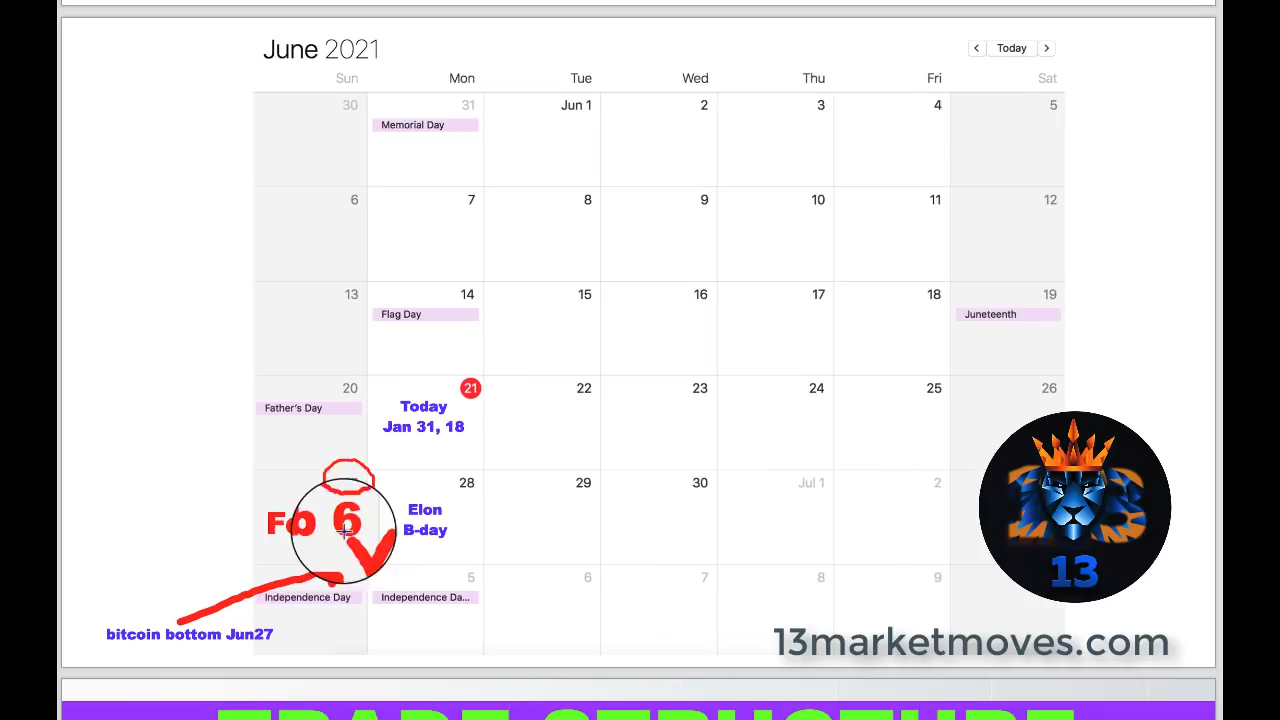 June 2021
< Today >
Sun Mon Tue Wed Thu Fri Sat
30 31 Jun 1 2 3 4 5
Memorial Day
6 7 8 9 10 11 12
13 14 15 16 17 18 19
Flag Day Juneteenth
20 21 22 23 24 25 26
Father's Day
Today
Jan 31, 18
28 29 30 Jul 1 2
6
Elon
B-day
5 6 7 8 9
Independence Day Independence Da...
13
bitcoin bottom Jun27
13marketmoves.com
TRADE STRUCTURE